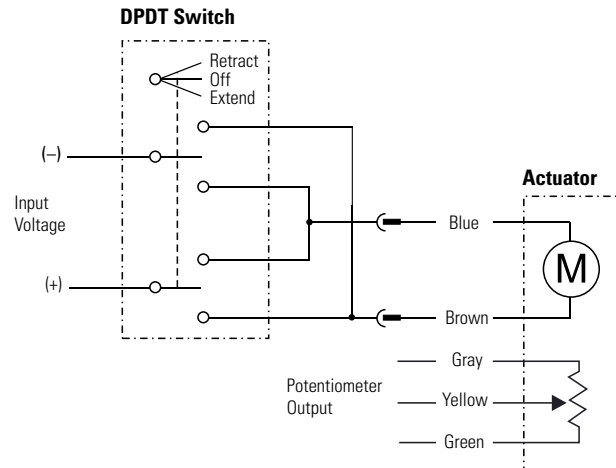 DPDT Switch
Retract
Off
Extend
(–)
Input
Voltage
(+)
Actuator
Blue
M
Brown
Gray
Potentiometer
Output
Yellow
Green